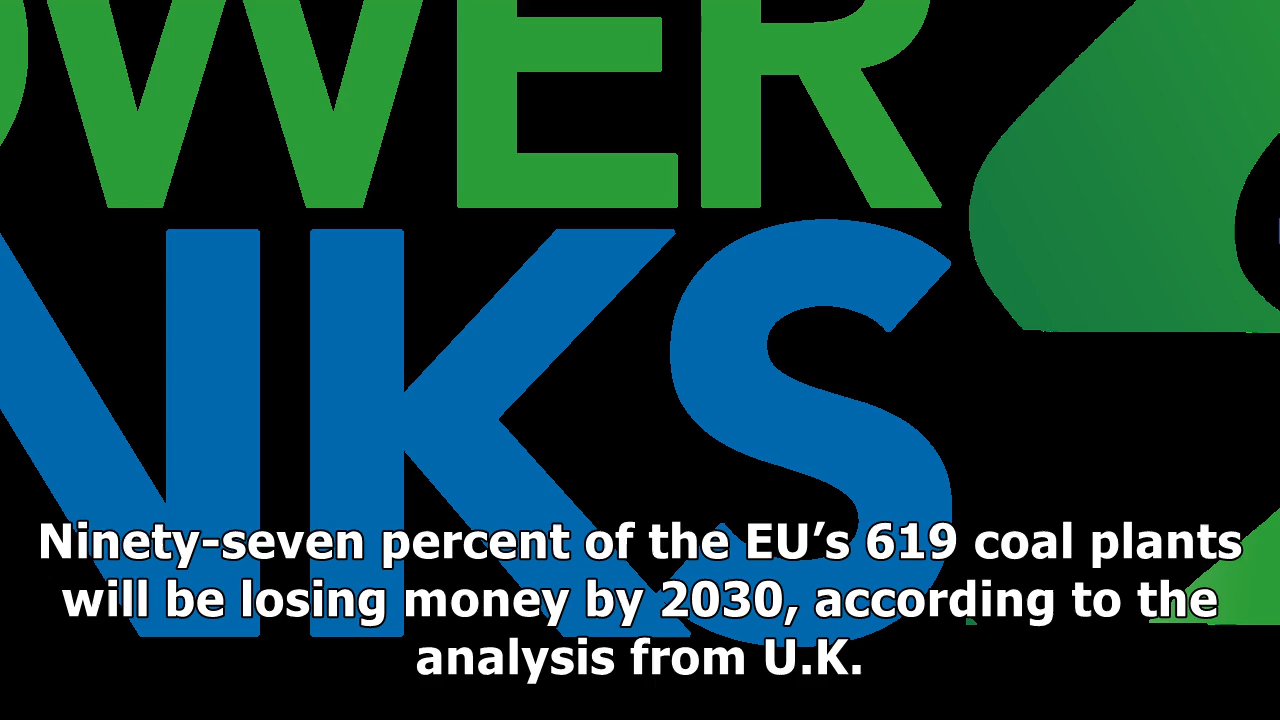 OWER
NKS
Ninety-seven percent of the EU’s 619 coal plants
will be losing money by 2030, according to the
analysis from U.K.